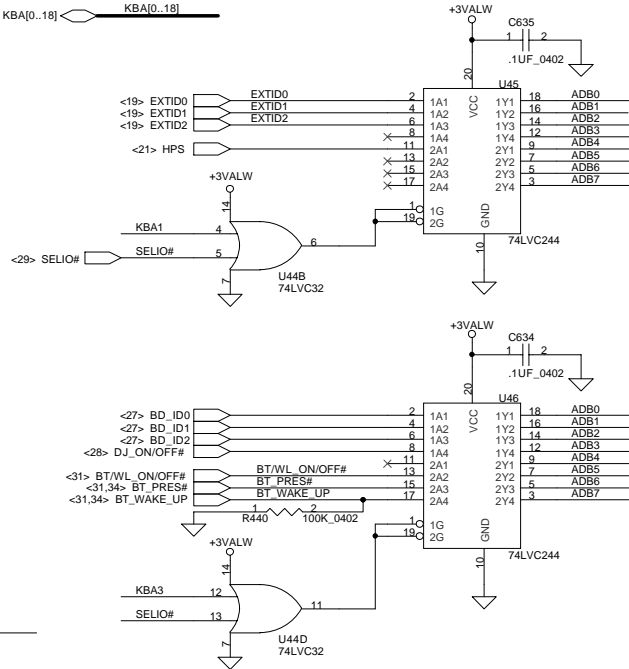 KBA[0..18] KBA[0..18]
+3VALW
C635
1 2
.1UF_0402
20
U45
<19> EXTID0 EXTID0 2 1A1 VCC 1Y1 18 ADB0
<19> EXTID1 EXTID1 4 1A2 1Y2 16 ADB1
<19> EXTID2 EXTID2 6 1A3 1Y3 14 ADB2
8 1A4 1Y4 12 ADB3
<21> HPS 11 2A1 2Y1 9 ADB4
13 2A2 2Y2 7 ADB5
15 2A3 2Y3 5 ADB6
17 2A4 2Y4 3 ADB7
+3VALW
14
1 1G GND
19 2G
10
74LVC244
KBA1 4
6
<29> SELIO# SELIO# 5
7
U44B
74LVC32
+3VALW
C634
1 2
.1UF_0402
20
U46
<27> BD_ID0 2 1A1 VCC 1Y1 18 ADB0
<27> BD_ID1 4 1A2 1Y2 16 ADB1
<27> BD_ID2 6 1A3 1Y3 14 ADB2
<28> DJ_ON/OFF# 8 1A4 1Y4 12 ADB3
11 2A1 2Y1 9 ADB4
<31> BT/WL_ON/OFF# BT/WL_ON/OFF# 13 2A2 2Y2 7 ADB5
<31,34> BT_PRES# BT_PRES# 15 2A3 2Y3 5 ADB6
<31,34> BT_WAKE_UP BT_WAKE_UP 17 2A4 2Y4 3 ADB7
1 2
R440 100K_0402
1 1G GND
19 2G
10
74LVC244
+3VALW
14
KBA3 12
11
SELIO# 13
7
U44D
74LVC32